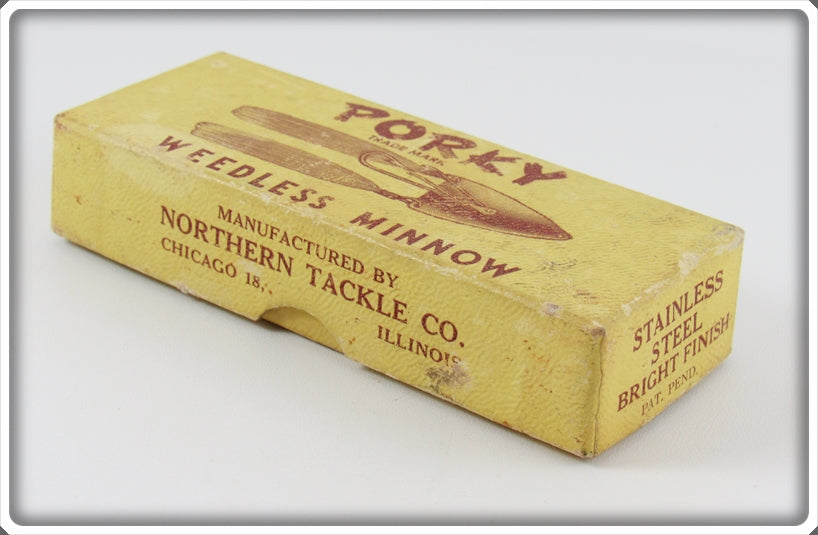 PORKY
TRADE MARK
WEEDLESS MINNOW
MANUFACTURED BY
NORTHERN TACKLE CO.
CHICAGO 18, ILLINOIS
STAINLESS
STEEL
BRIGHT FINISH
PAT. PEND.